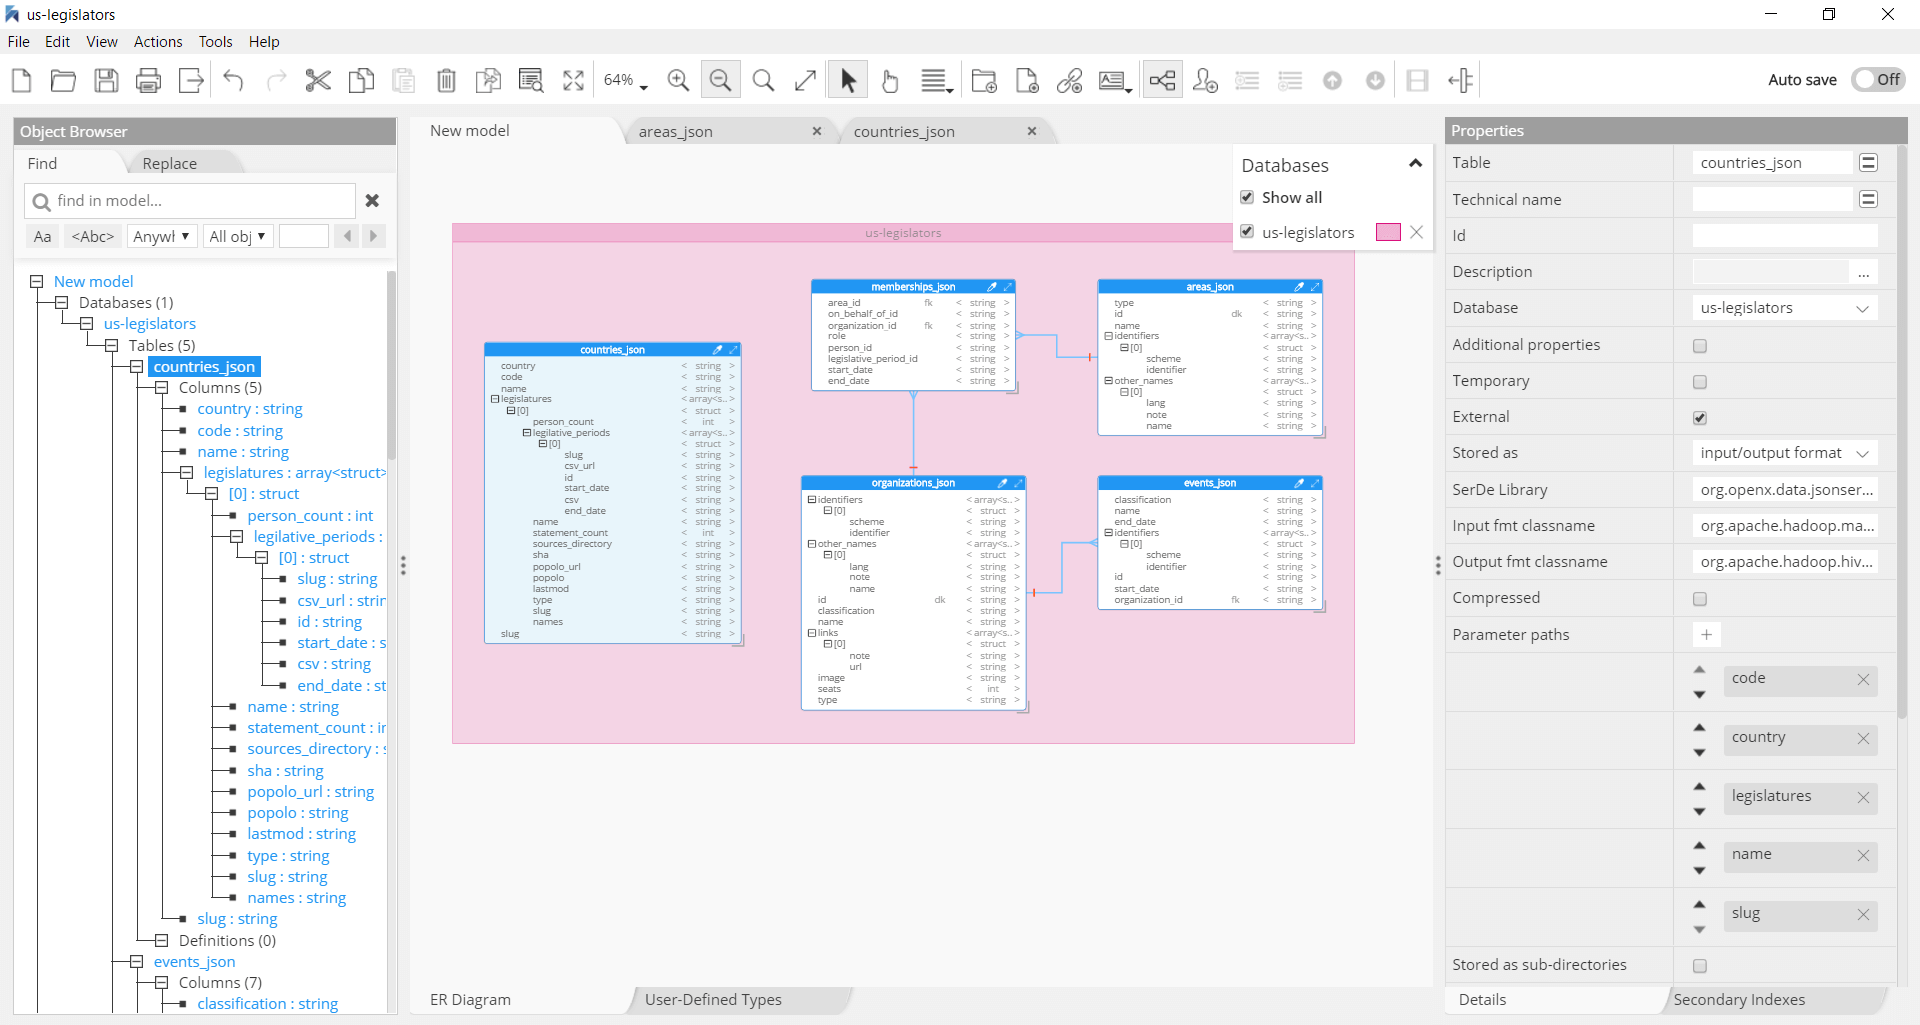 us-legislators
File Edit View Actions Tools Help
64%
Auto save Off
Object Browser
Find Replace
find in model...
Aa <Abc> Anywh All obj
New model
Databases (1)
us-legislators
Tables (5)
countries_json
Columns (5)
country : string
code : string
name : string
legislatures : array<struct>
[0] : struct
person_count : int
legilative_periods :
[0] : struct
slug : string
csv_url : strin
id : string
start_date : s
csv : string
end_date : st
name : string
statement_count : in
sources_directory : s
sha : string
popolo_url : string
popolo : string
lastmod : string
type : string
slug : string
names : string
slug : string
Definitions (0)
events_json
Columns (7)
classification : string
New model areas_json countries_json
Databases
Show all
us-legislators
us-legislators
countries_json
country < string >
code < string >
name < string >
legislatures < array<s..>
[0] < struct >
person_count < int >
legilative_periods < array<s..>
[0] < struct >
slug < string >
csv_url < string >
id < string >
start_date < string >
csv < string >
end_date < string >
name < string >
statement_count < int >
sources_directory < string >
sha < string >
popolo_url < string >
popolo < string >
lastmod < string >
type < string >
slug < string >
names < string >
slug < string >
memberships_json
area_id fk < string >
on_behalf_of_id < string >
organization_id fk < string >
role < string >
person_id < string >
legislative_period_id < string >
start_date < string >
end_date < string >
areas_json
type < string >
id dk < string >
name < string >
identifiers < array<s..>
[0] < struct >
scheme < string >
identifier < string >
other_names < array<s..>
[0] < struct >
lang < string >
note < string >
name < string >
organizations_json
identifiers < array<s..>
[0] < struct >
scheme < string >
identifier < string >
other_names < array<s..>
[0] < struct >
lang < string >
note < string >
name < string >
id dk < string >
classification < string >
name < string >
links < array<s..>
[0] < struct >
note < string >
url < string >
image < string >
seats < int >
type < string >
events_json
classification < string >
name < string >
end_date < string >
identifiers < array<s..>
[0] < struct >
scheme < string >
identifier < string >
id < string >
start_date < string >
organization_id fk < string >
ER Diagram User-Defined Types
Properties
Table countries_json
Technical name
Id
Description ...
Database us-legislators
Additional properties
Temporary
External
Stored as input/output format
SerDe Library org.openx.data.jsonser...
Input fmt classname org.apache.hadoop.ma...
Output fmt classname org.apache.hadoop.hiv...
Compressed
Parameter paths +
code
country
legislatures
name
slug
Stored as sub-directories
Details Secondary Indexes